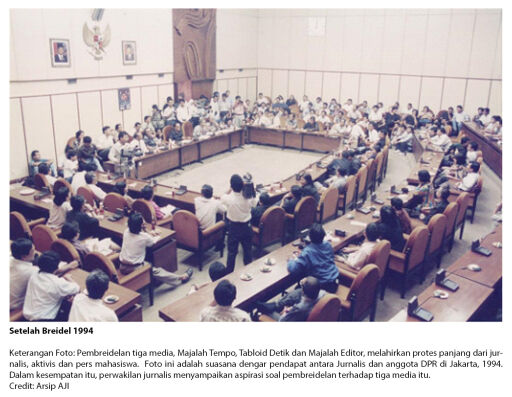 Setelah Breidel 1994
Keterangan Foto: Pembreidelan tiga media, Majalah Tempo, Tabloid Detik dan Majalah Editor, melahirkan protes panjang dari jur-
nalis, aktivis dan pers mahasiswa. Foto ini adalah suasana dengar pendapat antara Jurnalis dan anggota DPR di Jakarta, 1994.
Dalam kesempatan itu, perwakilan jurnalis menyampaikan aspirasi soal pembreidelan terhadap tiga media itu.
Credit: Arsip AJI